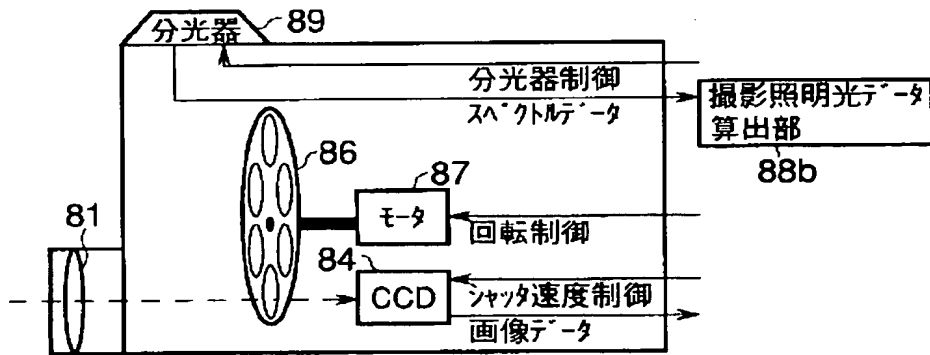 分光器
89
分光器制御
スペクトルデータ
撮影照明光データ
算出部
88b
86
87
モータ
回転制御
81
84
CCD
シャッタ速度制御
画像データ